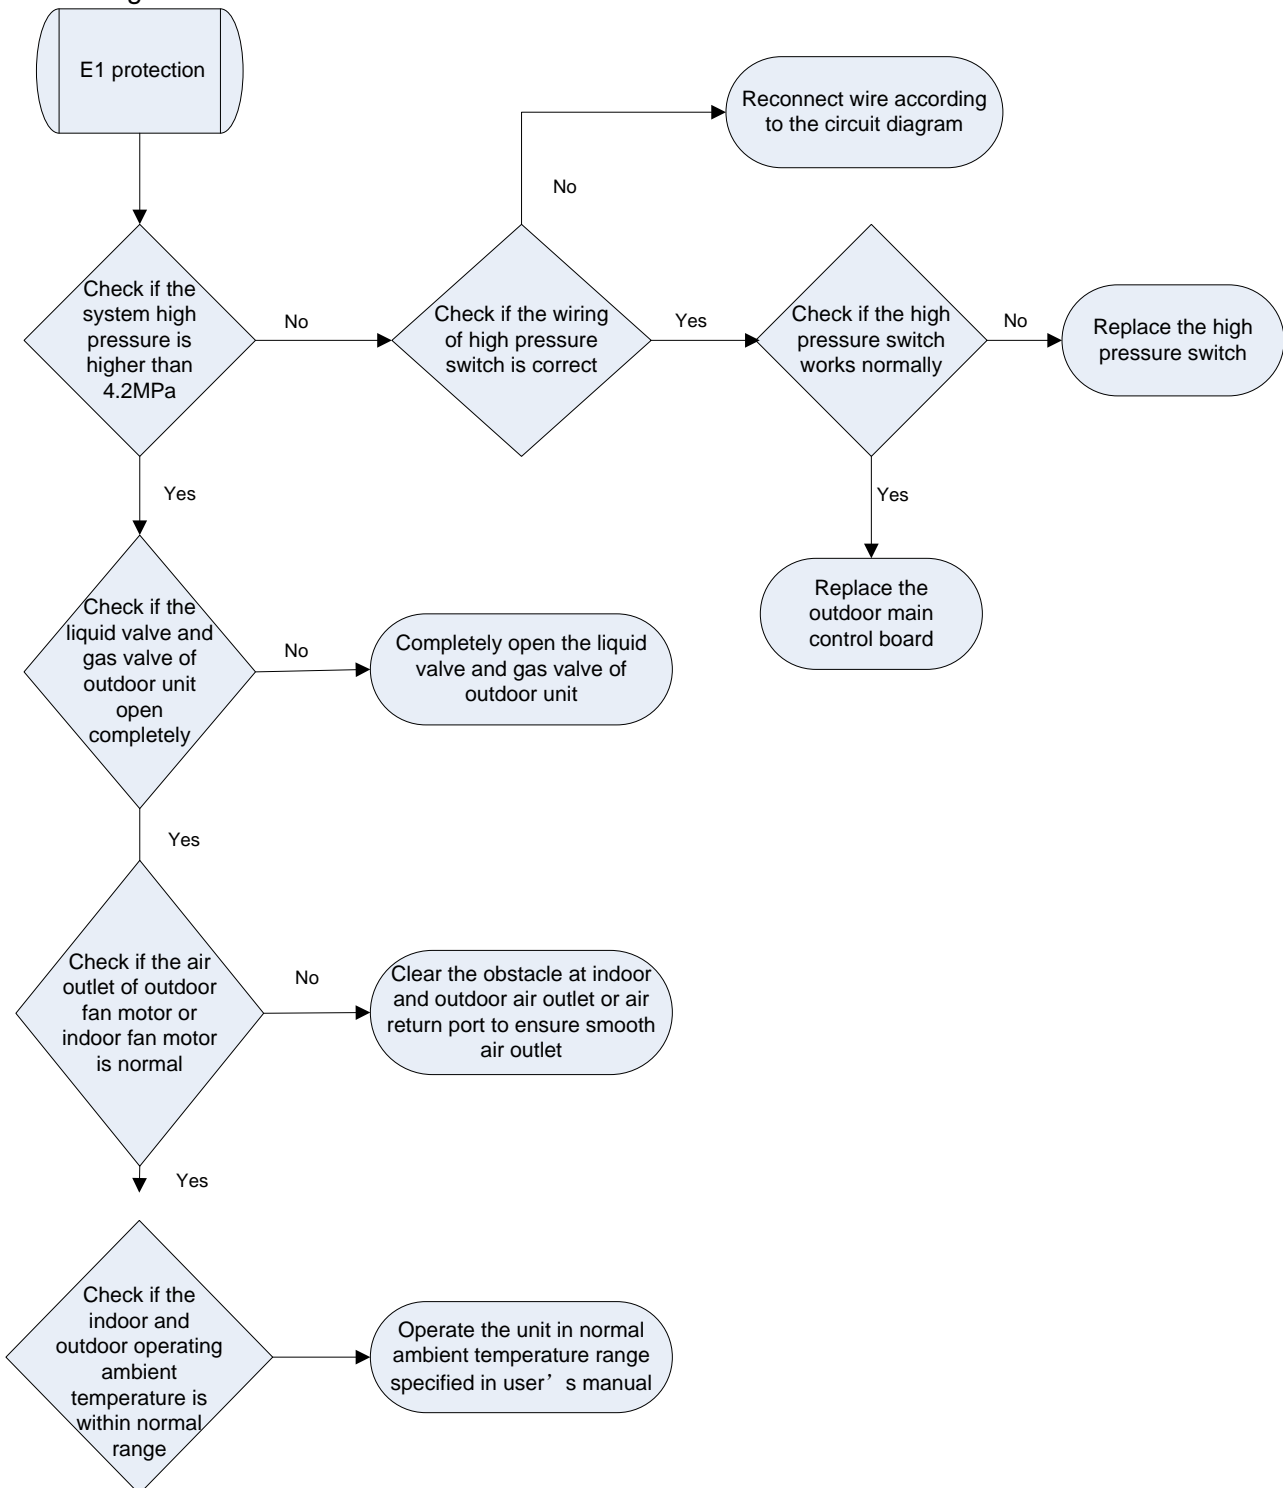 E1 protection
Reconnect wire according
to the circuit diagram
No
Check if the
system high
pressure is
higher than
4.2MPa
No
Check if the wiring
of high pressure
switch is correct
Yes
Check if the high
pressure switch
works normally
No
Replace the high
pressure switch
Yes
Yes
Replace the
outdoor main
control board
Check if the
liquid valve and
gas valve of
outdoor unit
open
completely
No
Completely open the liquid
valve and gas valve of
outdoor unit
Yes
Check if the air
outlet of outdoor
fan motor or
indoor fan motor
is normal
No
Clear the obstacle at indoor
and outdoor air outlet or air
return port to ensure smooth
air outlet
Yes
Check if the
indoor and
outdoor operating
ambient
temperature is
within normal
range
Operate the unit in normal
ambient temperature range
specified in user’s manual